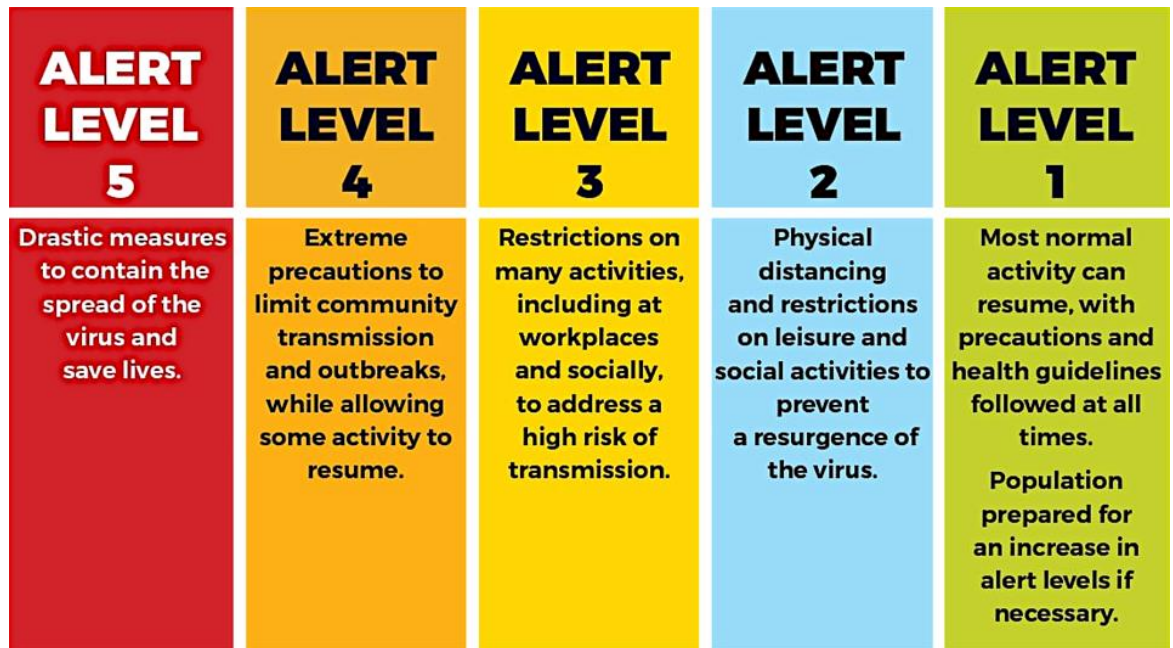 ALERT
LEVEL
5
Drastic measures
to contain the
spread of the
virus and
save lives.
ALERT
LEVEL
4
Extreme
precautions to
limit community
transmission
and outbreaks,
while allowing
some activity to
resume.
ALERT
LEVEL
3
Restrictions on
many activities,
including at
workplaces
and socially,
to address a
high risk of
transmission.
ALERT
LEVEL
2
Physical
distancing
and restrictions
on leisure and
social activities to
prevent
a resurgence of
the virus.
ALERT
LEVEL
1
Most normal
activity can
resume, with
precautions and
health guidelines
followed at all
times.
Population
prepared for
an increase in
alert levels if
necessary.